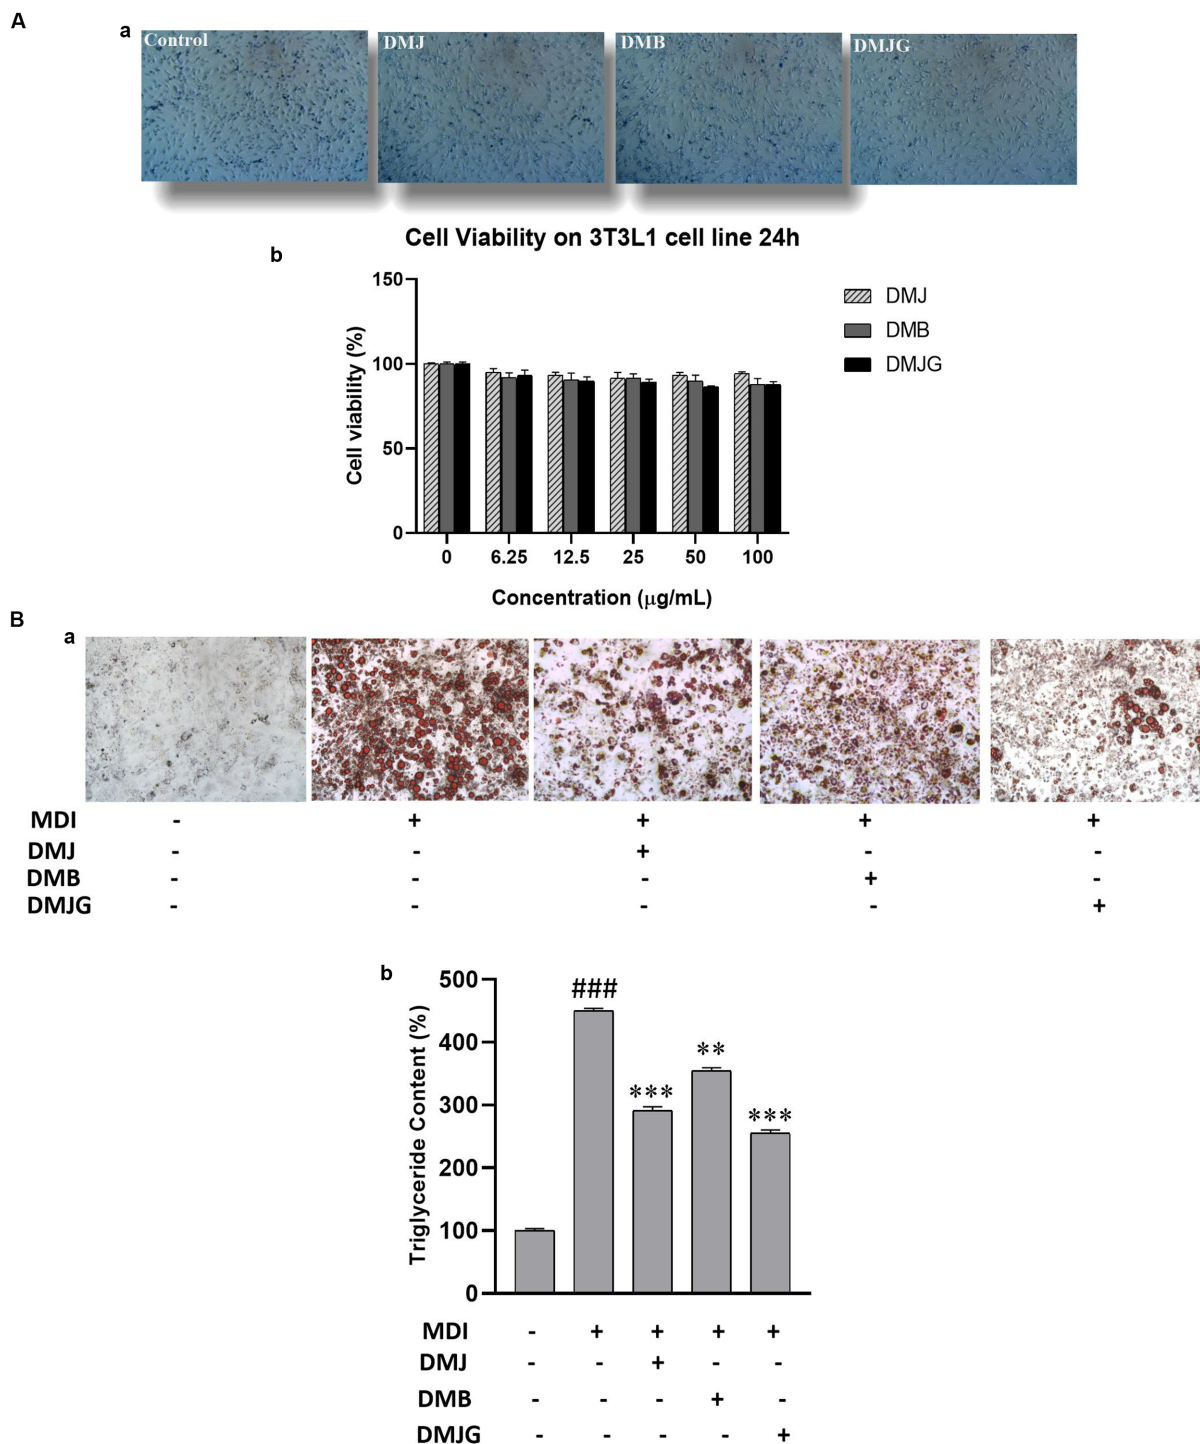 A
a
Control DMJ DMB DMJG
Cell Viability on 3T3L1 cell line 24h
b
Cell viability (%)
150
100
50
0
0 6.25 12.5 25 50 100
Concentration (μg/mL)
DMJ
DMB
DMJG
B
a
MDI - + + + +
DMJ - - + - -
DMB - - - + -
DMJG - - - - +
b
Triglyceride Content (%)
500
400
300
200
100
0
###
***
**
***
MDI - + + + +
DMJ - - + - -
DMB - - - + -
DMJG - - - - +